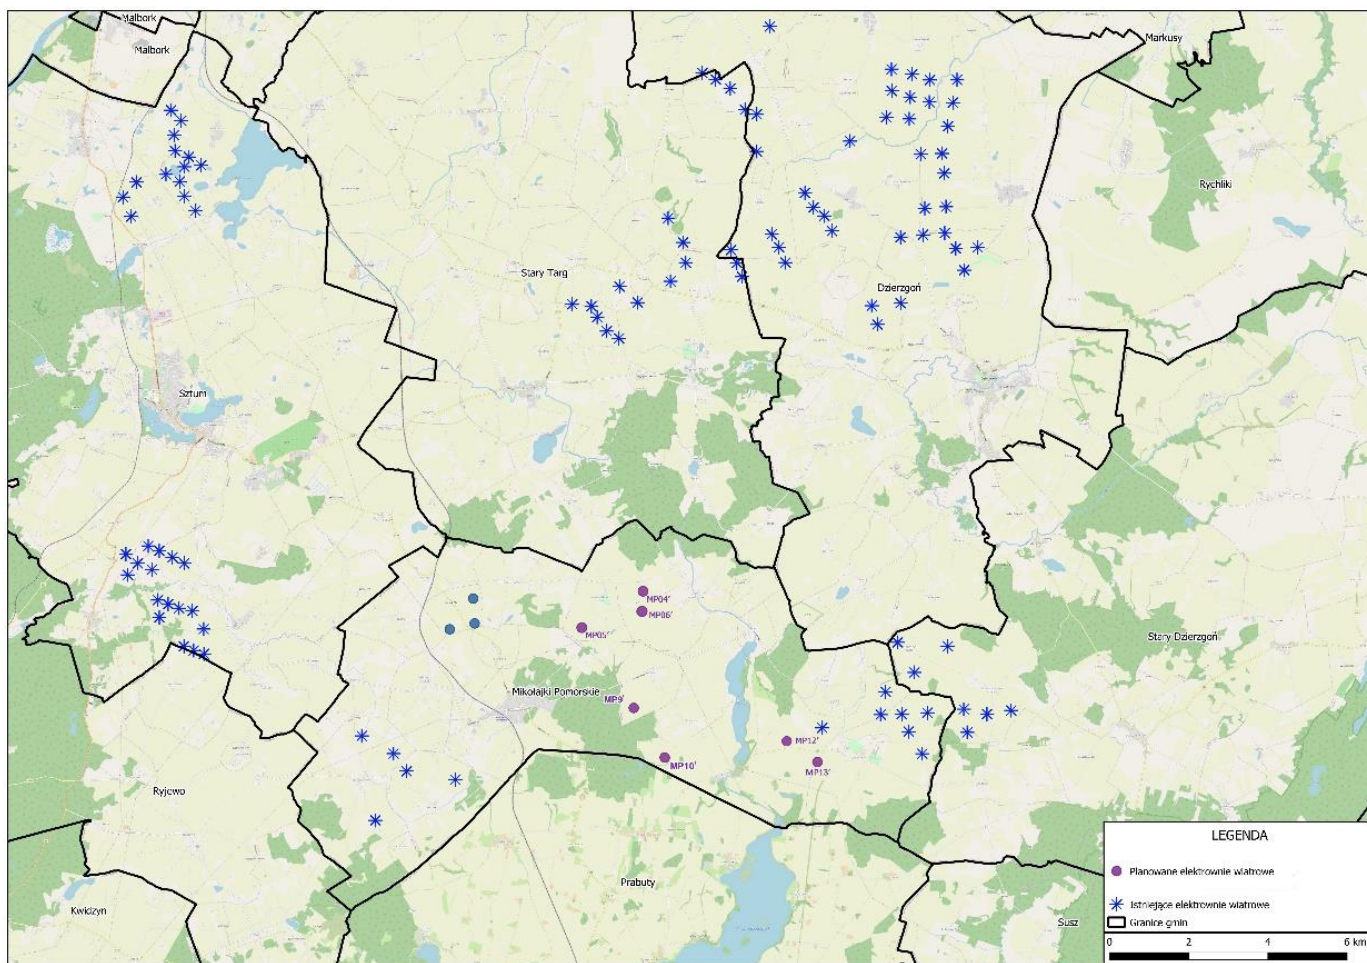 Malbork
Malbork
Markusy
Rychliki
Stary Targ
Dzierzgoń
Sztum
MP04'
MP06'
MP05'
Stary Dzierzgoń
Mikołajki Pomorskie
MP9'
MP12'
MP10'
MP13'
Ryjewo
Prabuty
Kwidzyn
Susz
LEGENDA
Planowane elektrownie wiatrowe
Istniejące elektrownie wiatrowe
Granice gmin
0 2 4 6 km